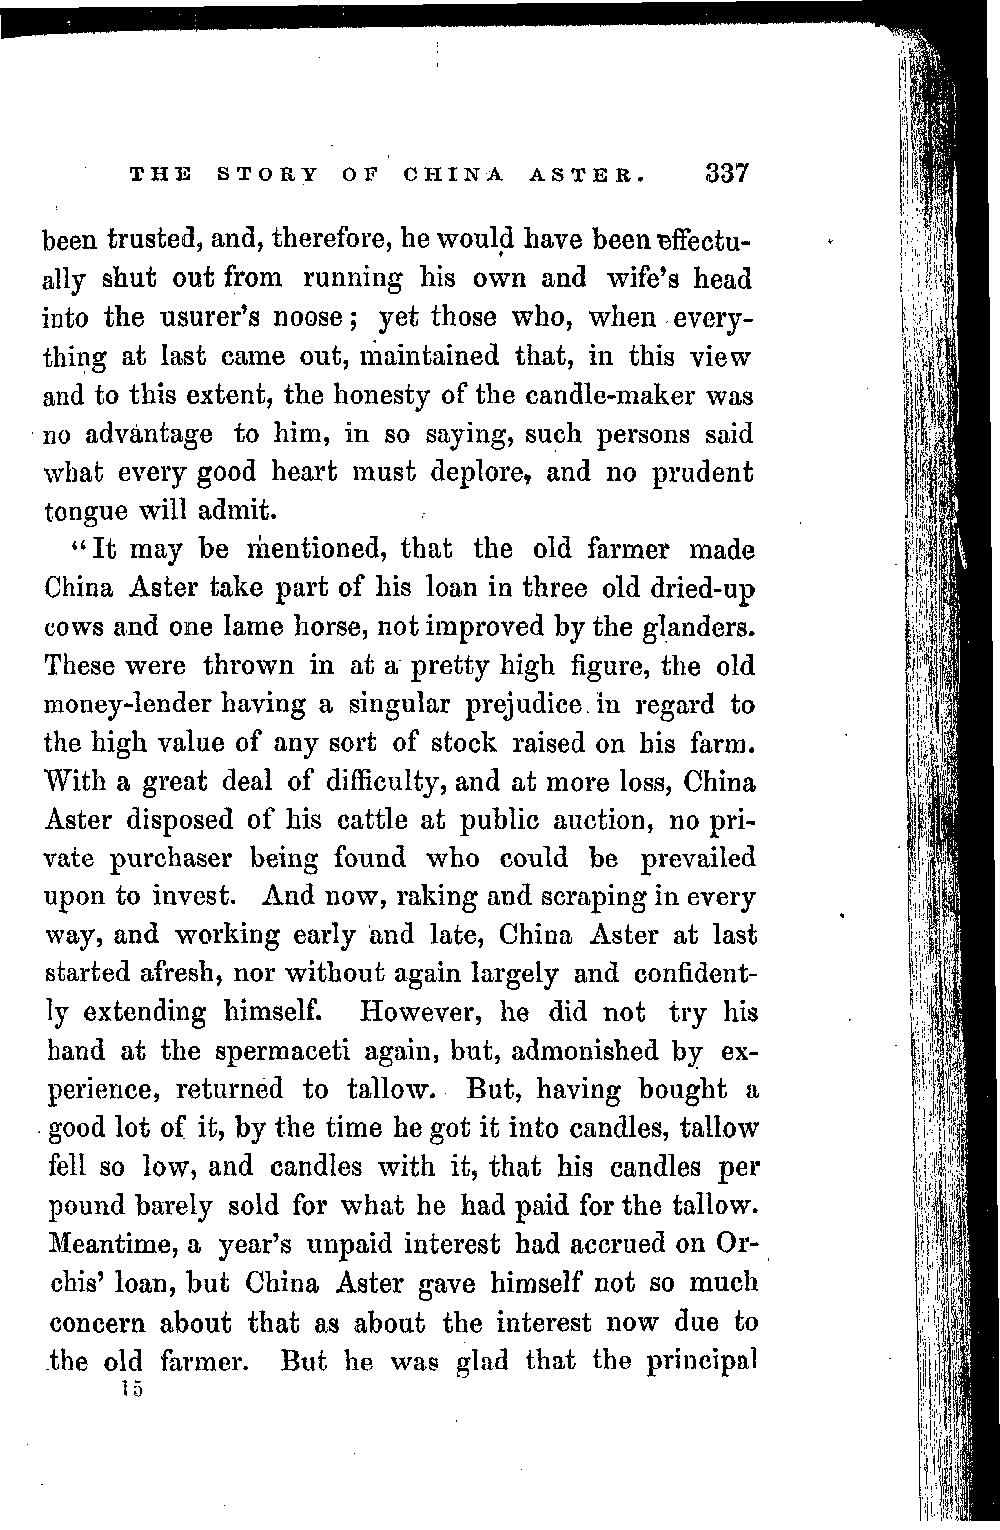 THE STORY OF CHINA ASTER. 337
been trusted, and, therefore, he would have been effectu-
ally shut out from running his own and wife's head
into the usurer's noose; yet those who, when every-
thing at last came out, maintained that, in this view
and to this extent, the honesty of the candle-maker was
no advantage to him, in so saying, such persons said
what every good heart must deplore, and no prudent
tongue will admit.
"It may be mentioned, that the old farmer made
China Aster take part of his loan in three old dried-up
cows and one lame horse, not improved by the glanders.
These were thrown in at a pretty high figure, the old
money-lender having a singular prejudice in regard to
the high value of any sort of stock raised on his farm.
With a great deal of difficulty, and at more loss, China
Aster disposed of his cattle at public auction, no pri-
vate purchaser being found who could be prevailed
upon to invest. And now, raking and scraping in every
way, and working early and late, China Aster at last
started afresh, nor without again largely and confident-
ly extending himself. However, he did not try his
hand at the spermaceti again, but, admonished by ex-
perience, returned to tallow. But, having bought a
good lot of it, by the time he got it into candles, tallow
fell so low, and candles with it, that his candles per
pound barely sold for what he had paid for the tallow.
Meantime, a year's unpaid interest had accrued on Or-
chis' loan, but China Aster gave himself not so much
concern about that as about the interest now due to
the old farmer. But he was glad that the principal
15